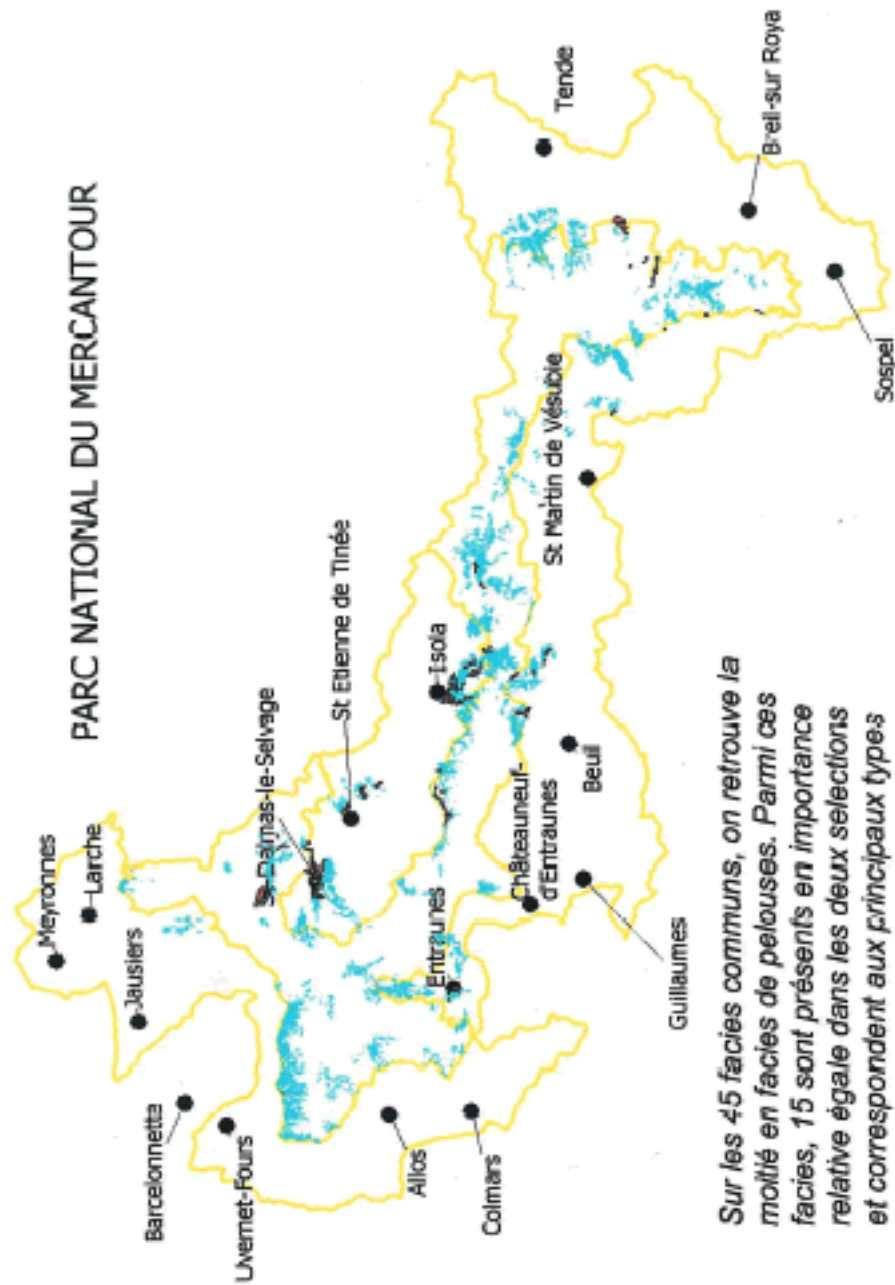 PARC NATIONAL DU MERCANTOUR
Meyronnes
Larche
Jausiers
Barcelonnette
Uvernet-Fours
Allos
Colmars
St-Dalmas-le-Selvage
St Etienne de Tinée
Isola
Entraunes
Châteauneuf-
d'Entraunes
Guillaumes
Beuil
St Martin de Vésubie
Tende
Breil-sur Roya
Sospel
Sur les 45 facies communs, on retrouve la
moitié en facies de pelouses. Parmi ces
facies, 15 sont présents en importance
relative égale dans les deux selections
et correspondent aux principaux types